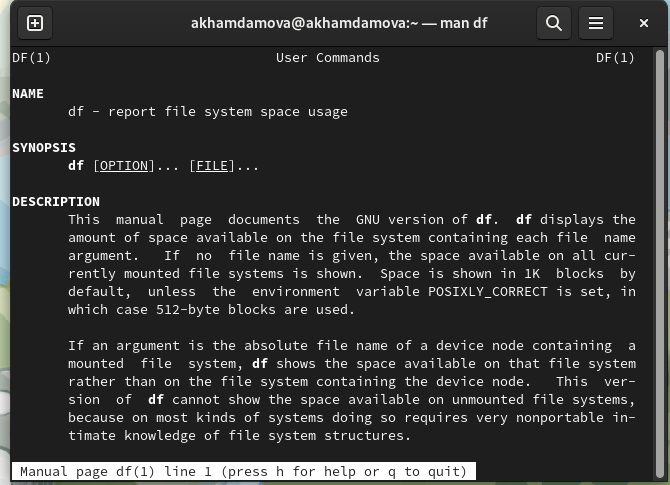 akhamdamova@akhamdamova:~ — man df
DF(1) User Commands DF(1)
NAME
df - report file system space usage
SYNOPSIS
df [OPTION]... [FILE]...
DESCRIPTION
This manual page documents the GNU version of df. df displays the
amount of space available on the file system containing each file name
argument. If no file name is given, the space available on all cur-
rently mounted file systems is shown. Space is shown in 1K blocks by
default, unless the environment variable POSIXLY_CORRECT is set, in
which case 512-byte blocks are used.
If an argument is the absolute file name of a device node containing a
mounted file system, df shows the space available on that file system
rather than on the file system containing the device node. This ver-
sion of df cannot show the space available on unmounted file systems,
because on most kinds of systems doing so requires very nonportable in-
timate knowledge of file system structures.
Manual page df(1) line 1 (press h for help or q to quit)